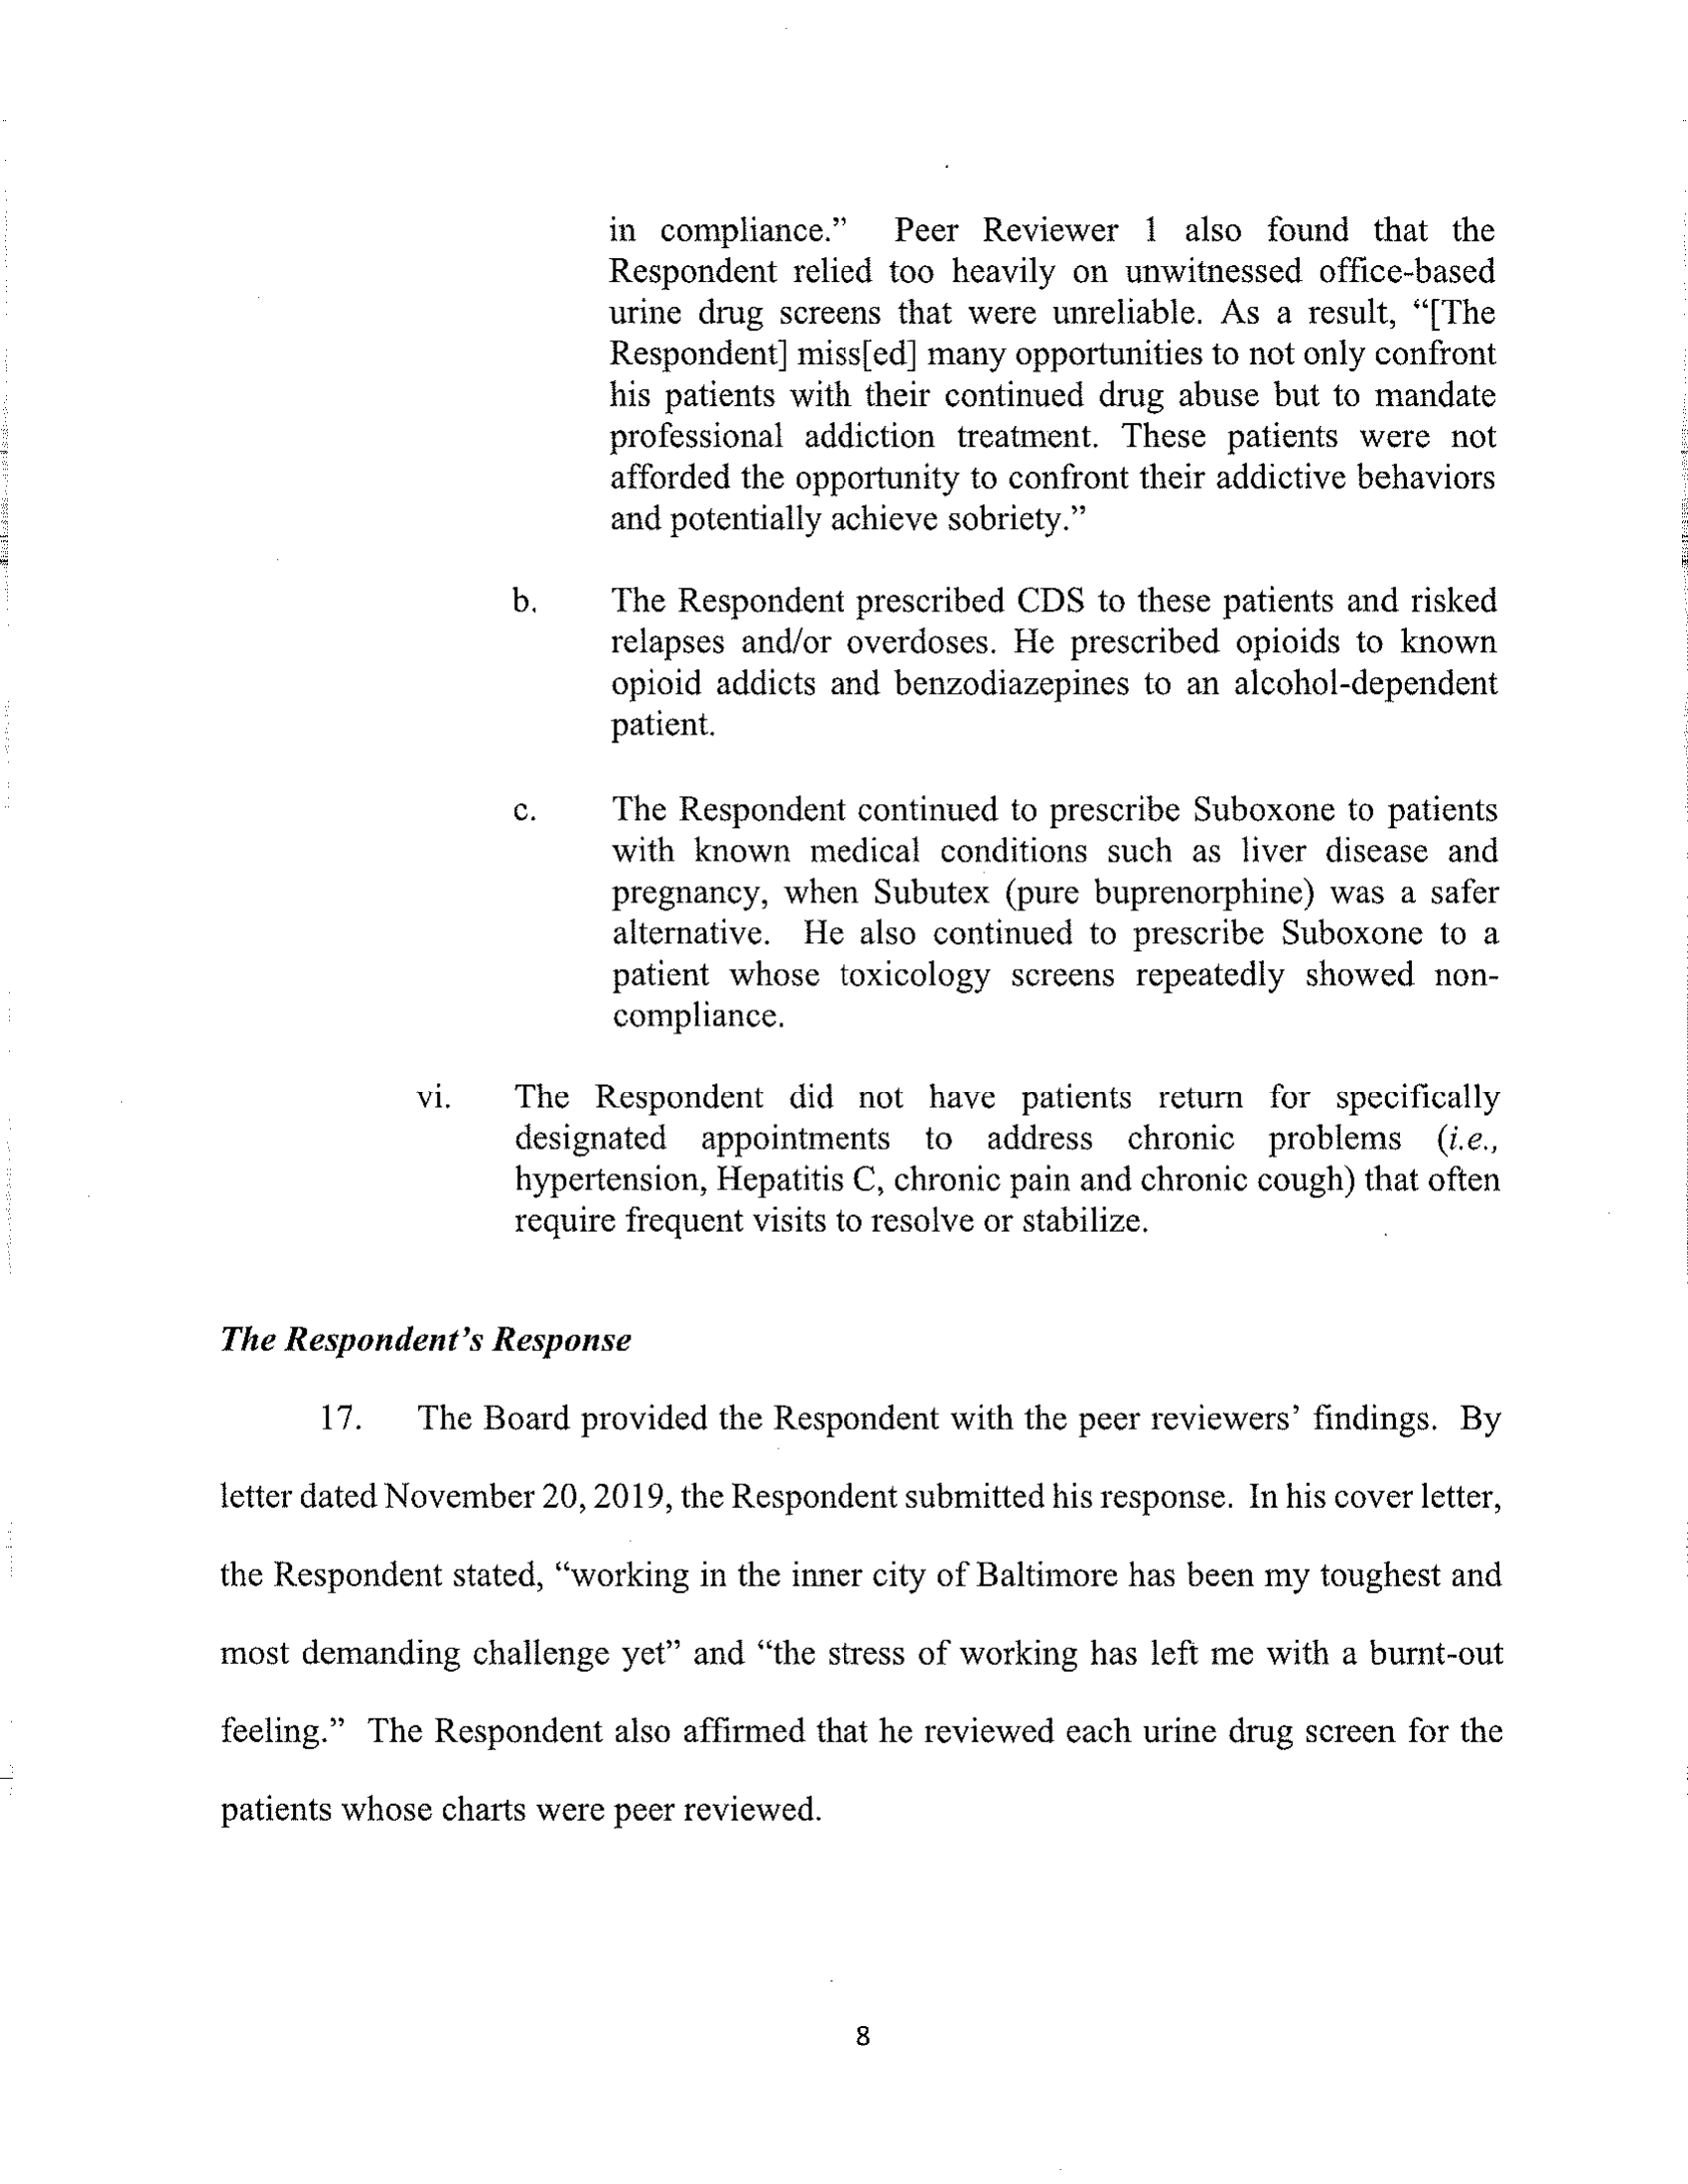 in compliance.” Peer Reviewer 1 also found that the
Respondent relied too heavily on unwitnessed office-based
urine drug screens that were unreliable. As a result, “[The
Respondent] miss[ed] many opportunities to not only confront
his patients with their continued drug abuse but to mandate
professional addiction treatment. These patients were not
afforded the opportunity to confront their addictive behaviors
and potentially achieve sobriety.”
b. The Respondent prescribed CDS to these patients and risked
relapses and/or overdoses. He prescribed opioids to known
opioid addicts and benzodiazepines to an alcohol-dependent
patient.
c. The Respondent continued to prescribe Suboxone to patients
with known medical conditions such as liver disease and
pregnancy, when Subutex (pure buprenorphine) was a safer
alternative. He also continued to prescribe Suboxone to a
patient whose toxicology screens repeatedly showed non-
compliance.
vi. The Respondent did not have patients return for specifically
designated appointments to address chronic problems (i.e.,
hypertension, Hepatitis C, chronic pain and chronic cough) that often
require frequent visits to resolve or stabilize.
The Respondent’s Response
17. The Board provided the Respondent with the peer reviewers’ findings. By
letter dated November 20, 2019, the Respondent submitted his response. In his cover letter,
the Respondent stated, “working in the inner city of Baltimore has been my toughest and
most demanding challenge yet” and “the stress of working has left me with a burnt-out
feeling.” The Respondent also affirmed that he reviewed each urine drug screen for the
patients whose charts were peer reviewed.
8